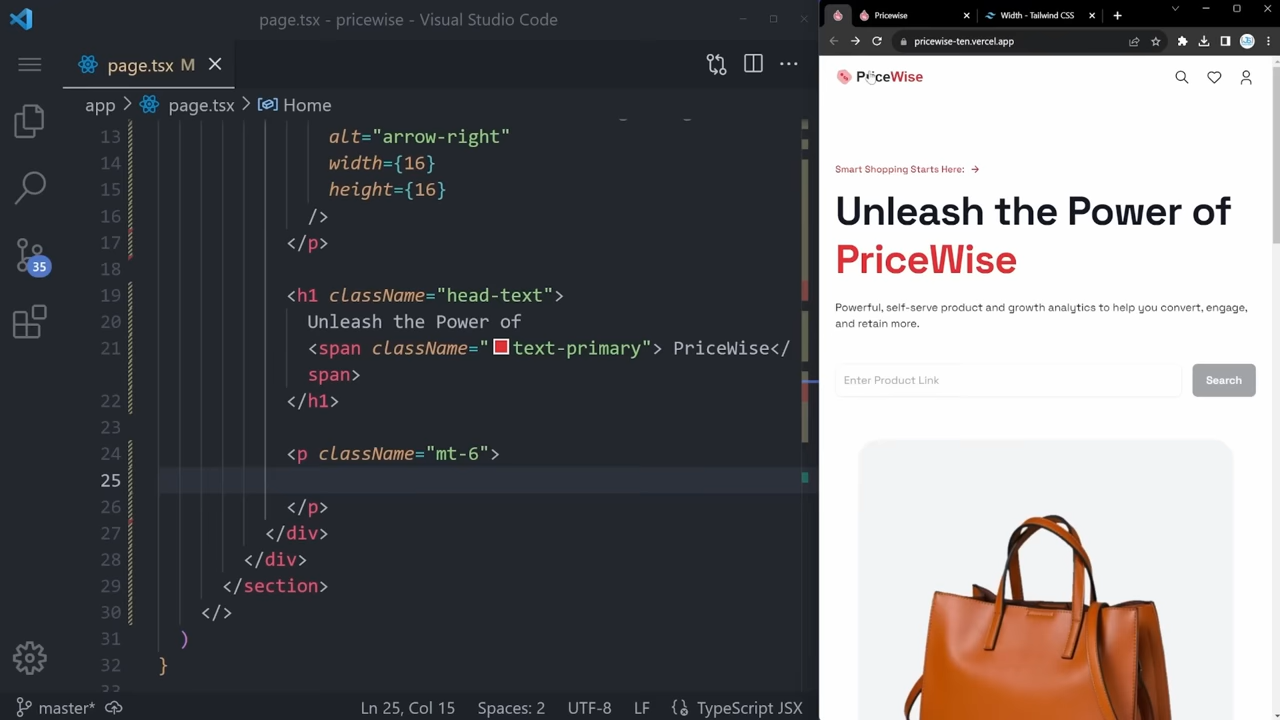 page.tsx - pricewise - Visual Studio Code
page.tsx M
app > page.tsx > Home
13 alt="arrow-right"
14 width={16}
15 height={16}
16 />
17 </p>
18
19 <h1 className="head-text">
20 Unleash the Power of
21 <span className="text-primary"> PriceWise</
span>
22 </h1>
23
24 <p className="mt-6">
25
26 </p>
27 </div>
28 </div>
29 </section>
30 </>
31 )
32 }
35
master*
Ln 25, Col 15
Spaces: 2
UTF-8
LF
TypeScript JSX
Pricewise
Width - Tailwind CSS
pricewise-ten.vercel.app
PriceWise
Smart Shopping Starts Here:
Unleash the Power of
PriceWise
Powerful, self-serve product and growth analytics to help you convert, engage,
and retain more.
Enter Product Link
Search